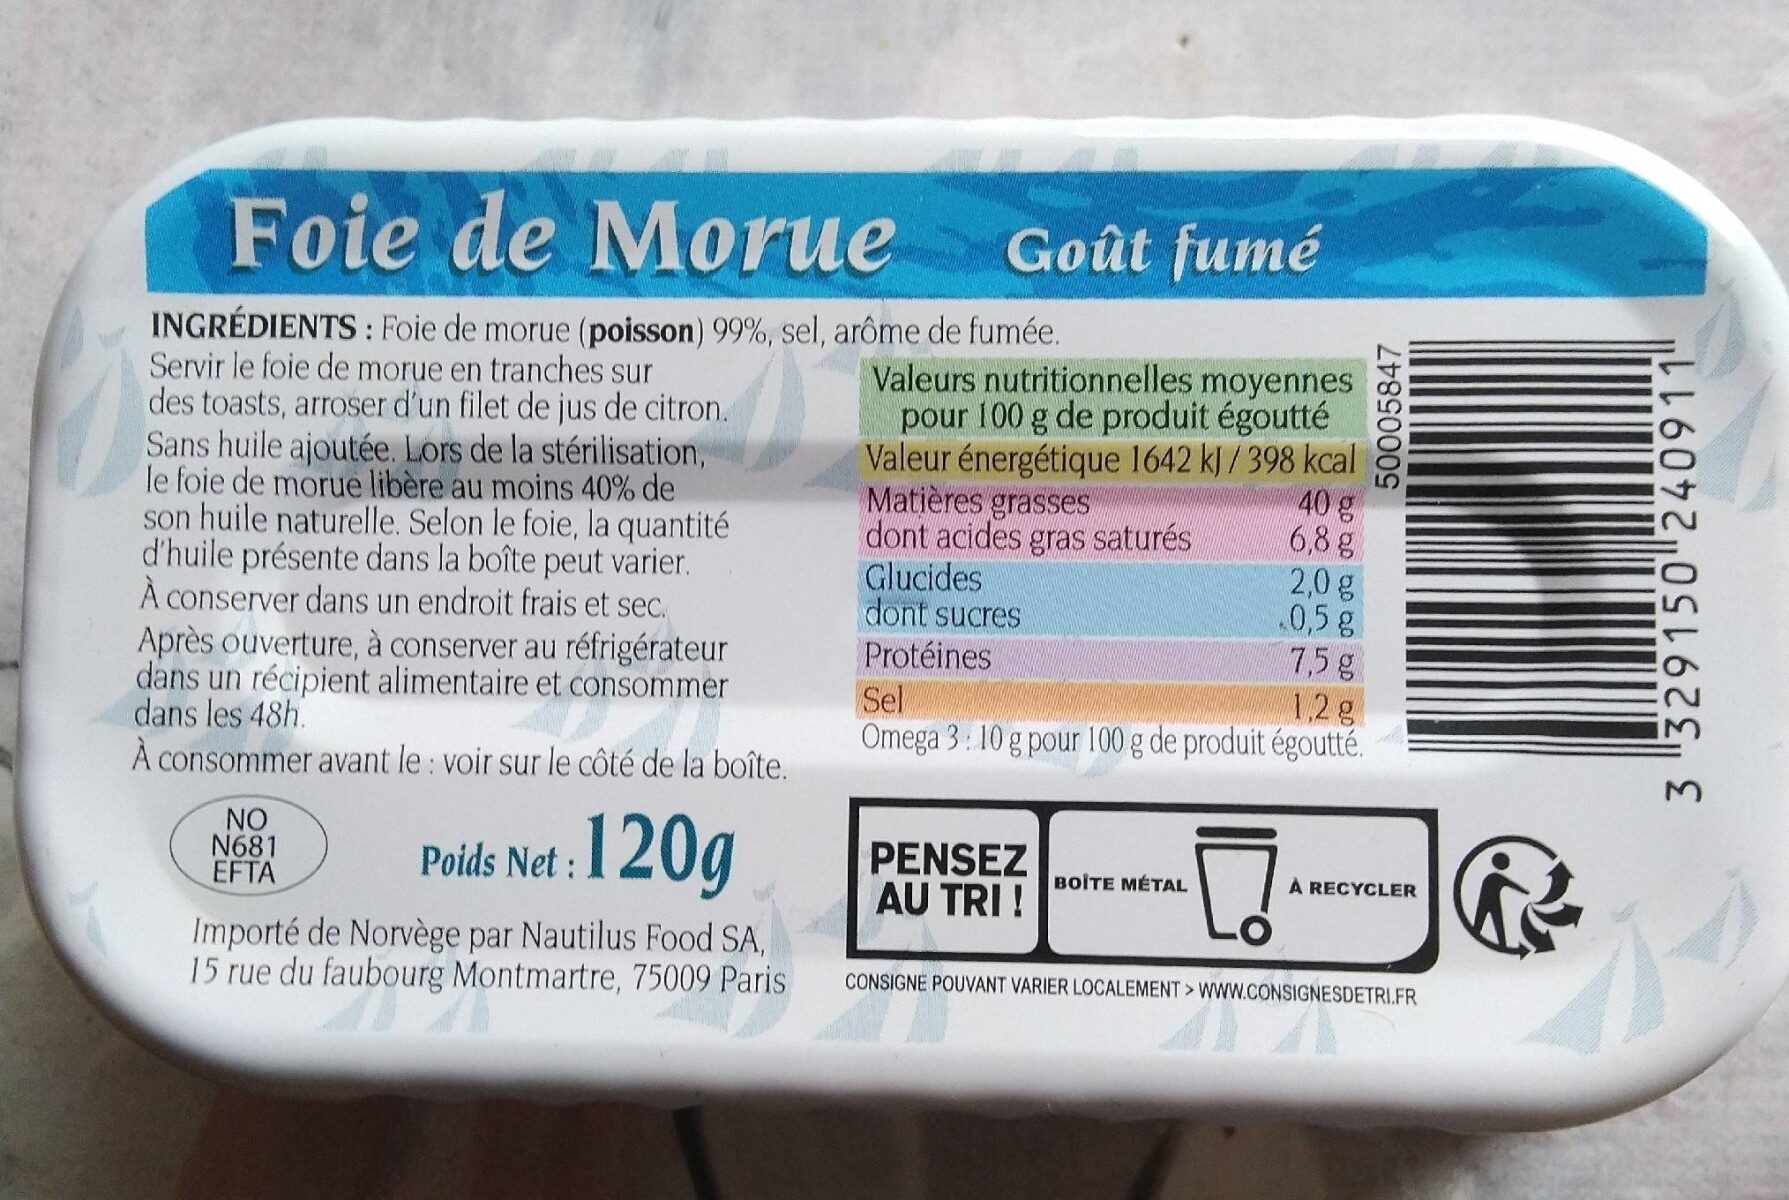 Foie de Morue Goût fumé
INGRÉDIENTS : Foie de morue (poisson) 99%, sel, arôme de fumée.
Servir le foie de morue en tranches sur
des toasts, arroser d'un filet de jus de citron.
Sans huile ajoutée. Lors de la stérilisation,
le foie de morue libère au moins 40% de
son huile naturelle. Selon le foie, la quantité
d'huile présente dans la boîte peut varier.
À conserver dans un endroit frais et sec.
Après ouverture, à conserver au réfrigérateur
dans un récipient alimentaire et consommer
dans les 48h.
À consommer avant le : voir sur le côté de la boîte.
Valeurs nutritionnelles moyennes
pour 100 g de produit égoutté
Valeur énergétique 1642 kJ / 398 kcal
Matières grasses 40 g
dont acides gras saturés 6,8 g
Glucides 2,0 g
dont sucres 0,5 g
Protéines 7,5 g
Sel 1,2 g
Omega 3 : 10 g pour 100 g de produit égoutté.
50005847
3 329150 240911
NO
N681
EFTA
Poids Net : 120g
Importé de Norvège par Nautilus Food SA,
15 rue du faubourg Montmartre, 75009 Paris
PENSEZ
AU TRI !
BOÎTE MÉTAL
À RECYCLER
CONSIGNE POUVANT VARIER LOCALEMENT > WWW.CONSIGNESDETRI.FR